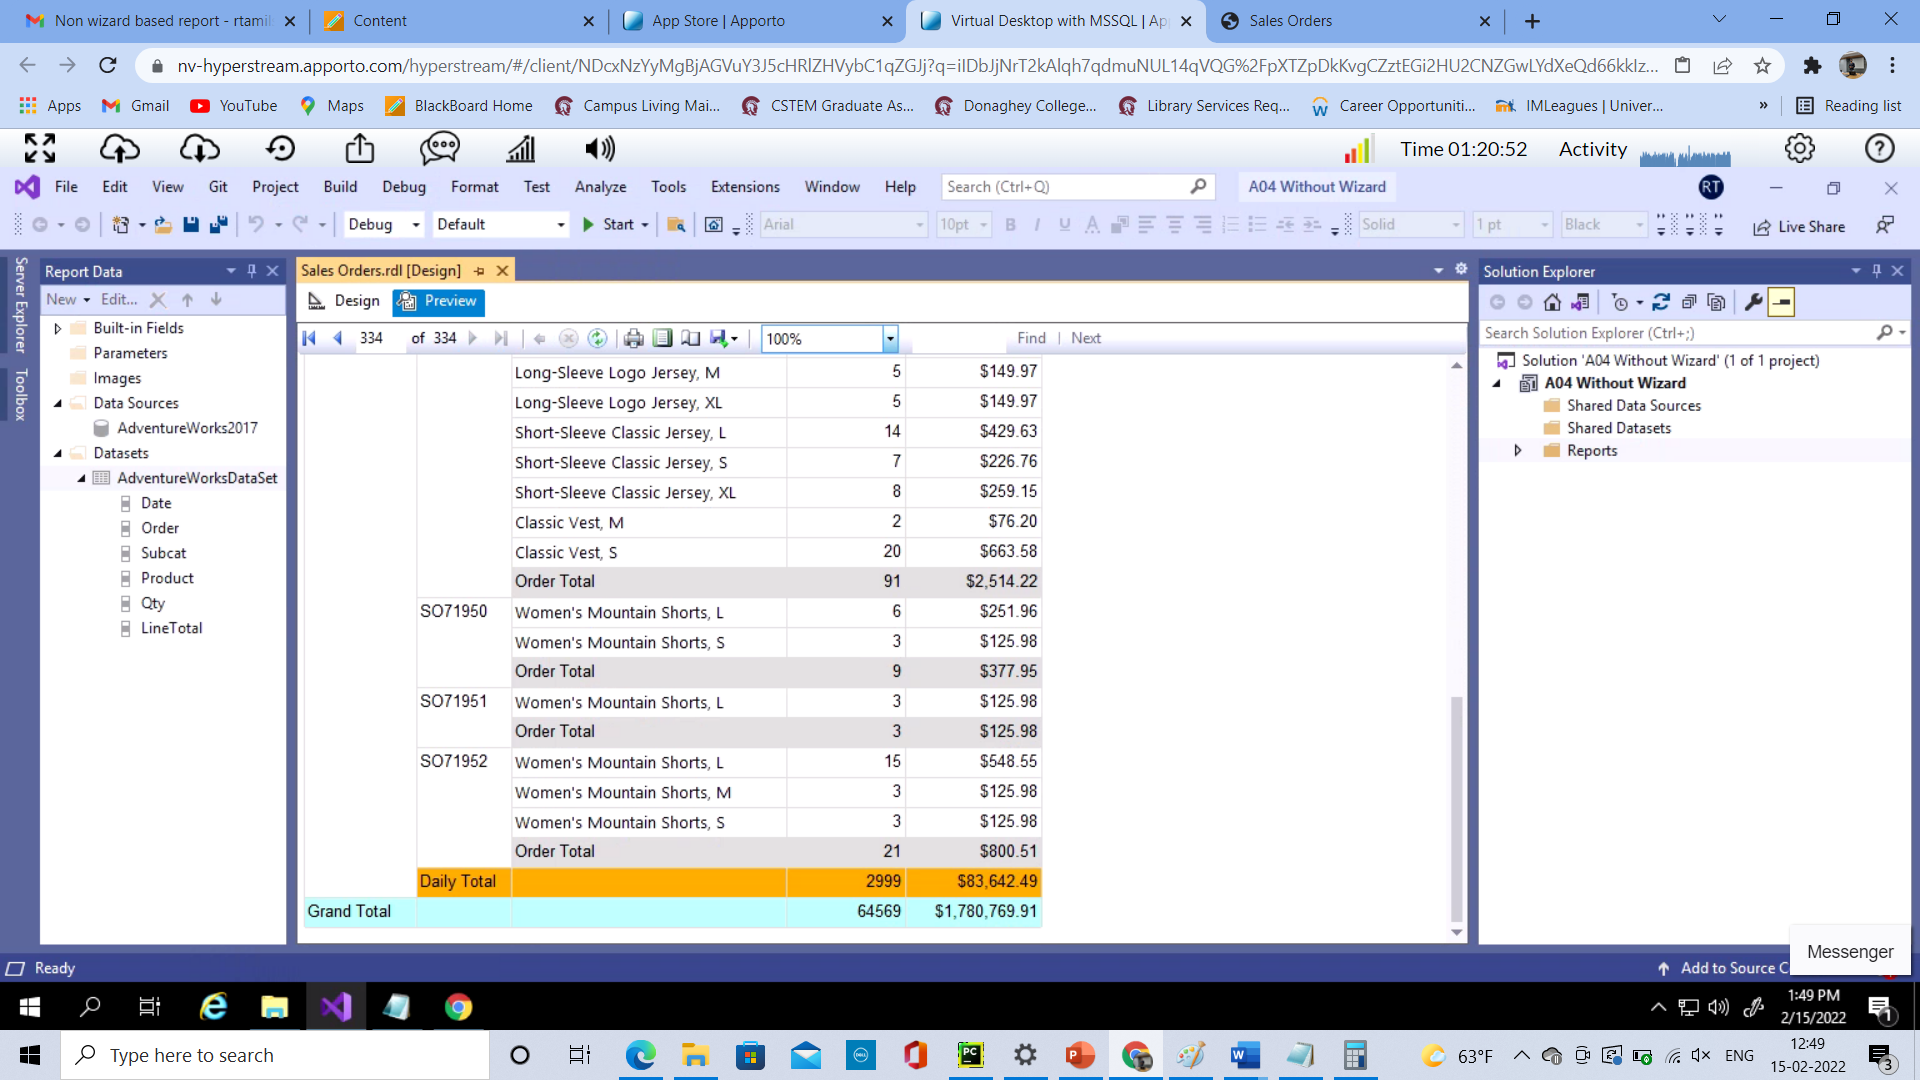 Non wizard based report - rtamil
Content
App Store | Apporto
Virtual Desktop with MSSQL | Ap
Sales Orders
nv-hyperstream.apporto.com/hyperstream/#/client/NDcxNzYyMgBjAGVuY3J5cHRlZHVybC1qZGJj?q=iIDbJjNrT2kAlqh7qdmuNUL14qVQG%2FpXTZpDkKvgCZztEGi2HU2CNZGwLYdXeQd66kkIz...
Apps Gmail YouTube Maps BlackBoard Home Campus Living Mai... CSTEM Graduate As... Donaghey College... Library Services Req... Career Opportuniti... IMLeagues | Univer... » Reading list
Time 01:20:52 Activity
File Edit View Git Project Build Debug Format Test Analyze Tools Extensions Window Help Search (Ctrl+Q) A04 Without Wizard RT
Debug Default Start Arial 10pt B I U A Solid 1 pt Black Live Share
Server Explorer
Toolbox
Report Data
New Edit...
Built-in Fields
Parameters
Images
Data Sources
AdventureWorks2017
Datasets
AdventureWorksDataSet
Date
Order
Subcat
Product
Qty
LineTotal
Sales Orders.rdl [Design]
Design Preview
334 of 334 100% Find | Next
Long-Sleeve Logo Jersey, M 5 $149.97
Long-Sleeve Logo Jersey, XL 5 $149.97
Short-Sleeve Classic Jersey, L 14 $429.63
Short-Sleeve Classic Jersey, S 7 $226.76
Short-Sleeve Classic Jersey, XL 8 $259.15
Classic Vest, M 2 $76.20
Classic Vest, S 20 $663.58
Order Total 91 $2,514.22
SO71950 Women's Mountain Shorts, L 6 $251.96
Women's Mountain Shorts, S 3 $125.98
Order Total 9 $377.95
SO71951 Women's Mountain Shorts, L 3 $125.98
Order Total 3 $125.98
SO71952 Women's Mountain Shorts, L 15 $548.55
Women's Mountain Shorts, M 3 $125.98
Women's Mountain Shorts, S 3 $125.98
Order Total 21 $800.51
Daily Total 2999 $83,642.49
Grand Total 64569 $1,780,769.91
Solution Explorer
Search Solution Explorer (Ctrl+;)
Solution 'A04 Without Wizard' (1 of 1 project)
A04 Without Wizard
Shared Data Sources
Shared Datasets
Reports
Messenger
Ready
Add to Source C
1:49 PM
2/15/2022
1
Type here to search
63°F
ENG
12:49
15-02-2022
3